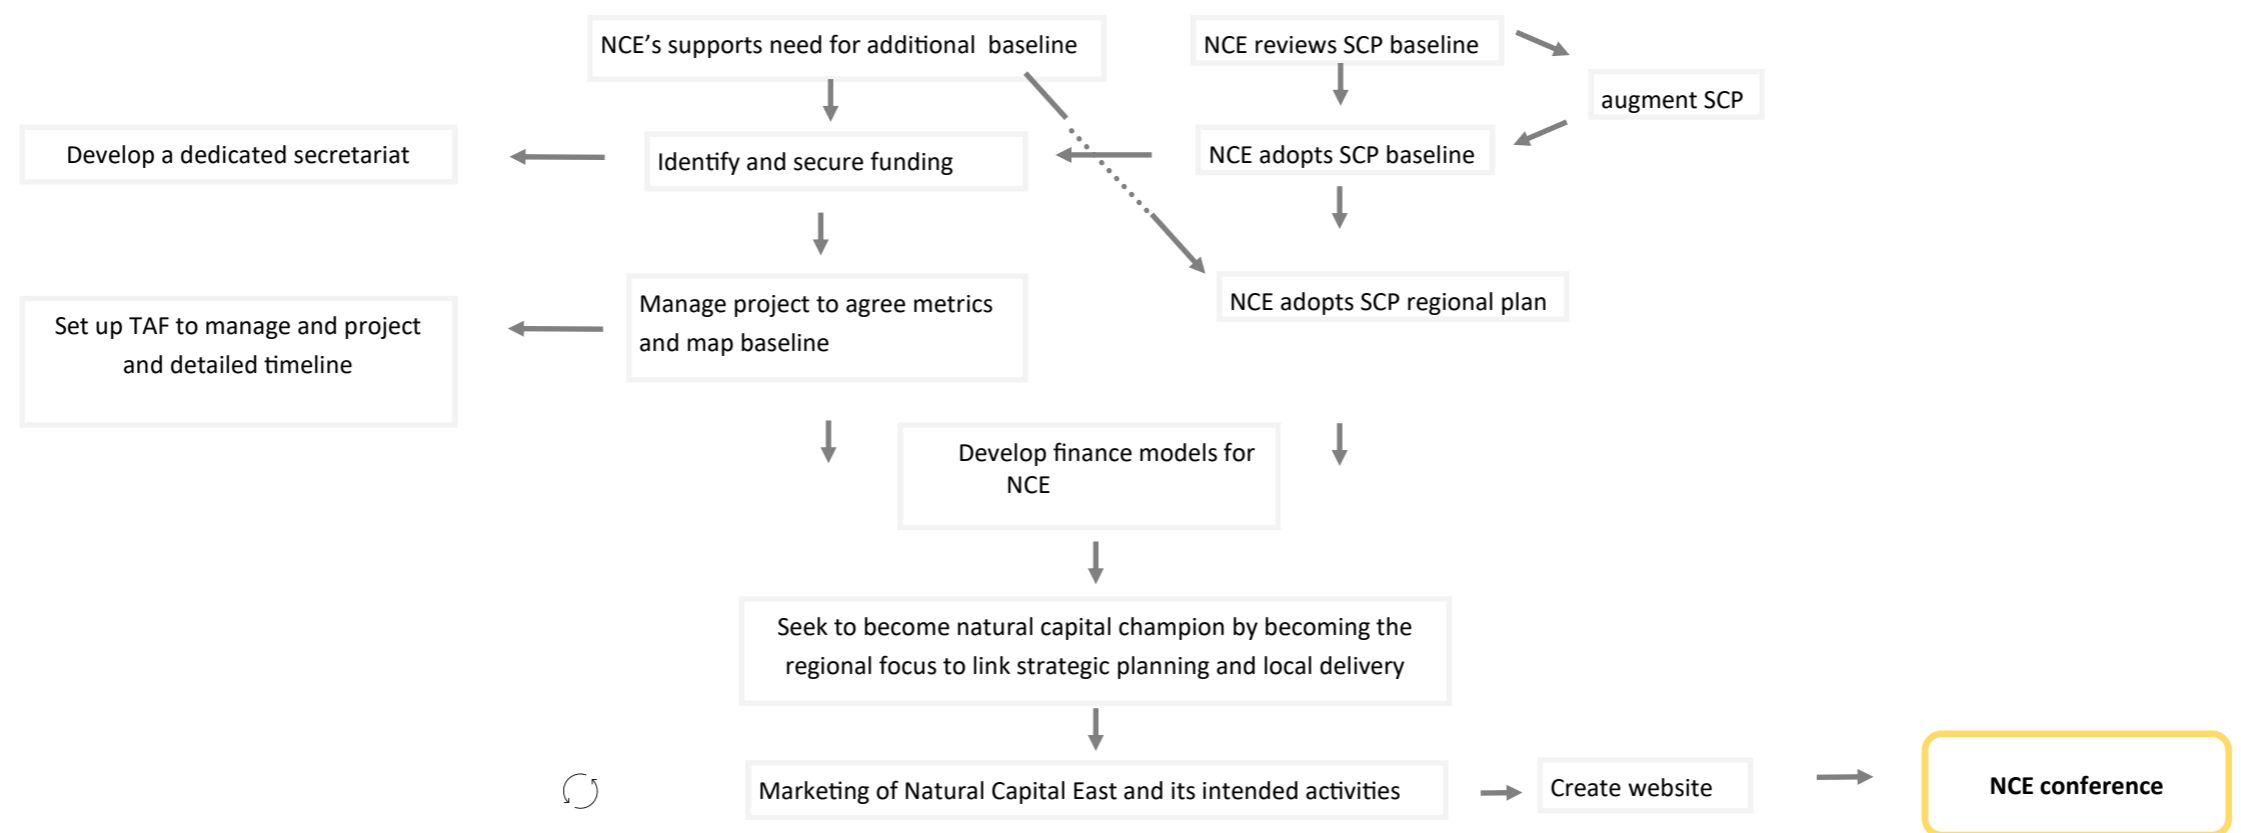 NCE’s supports need for additional  baseline
NCE reviews SCP baseline
augment SCP
Develop a dedicated secretariat
Identify and secure funding
NCE adopts SCP baseline
Set up TAF to manage and project
and detailed timeline
Manage project to agree metrics
and map baseline
NCE adopts SCP regional plan
Develop finance models for
NCE
Seek to become natural capital champion by becoming the
regional focus to link strategic planning and local delivery
Marketing of Natural Capital East and its intended activities
Create website
NCE conference